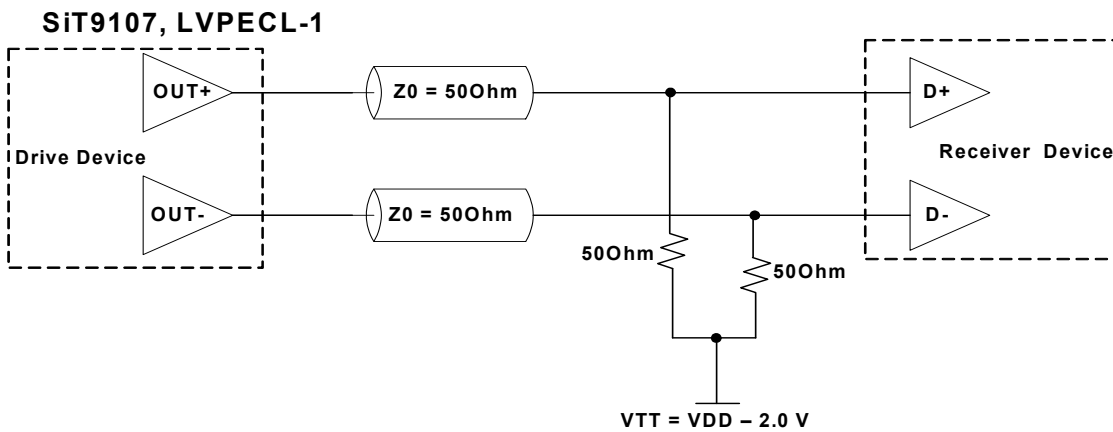 SiT9107, LVPECL-1
OUT+
Z0 = 50Ohm
D+
Drive Device
Receiver Device
OUT-
Z0 = 50Ohm
D-
50Ohm
50Ohm
VTT = VDD – 2.0 V